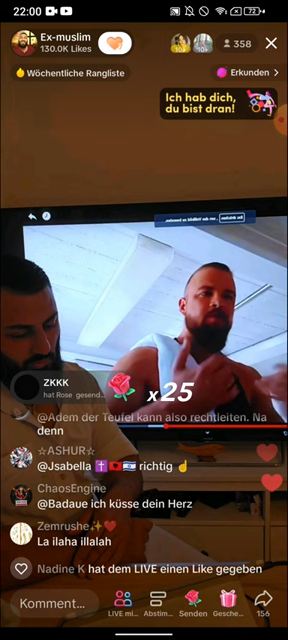 22:00
72
Ex-muslim
130.0K Likes
358
Wöchentliche Rangliste
Erkunden >
Ich hab dich,
du bist dran!
ZKKK
hat Rose gesend...
x25
@Adem der Teufel kann also rechtleiten. Na
denn
☆ASHUR☆
@Jsabella ✝️🇦🇱🇮🇱 richtig ☝️
ChaosEngine
@Badaue ich küsse dein Herz
Zemrushe✨❤️
La ilaha illalah
Nadine K hat dem LIVE einen Like gegeben
Komment...
LIVE mi...
Abstim...
Senden
Gesche...
156